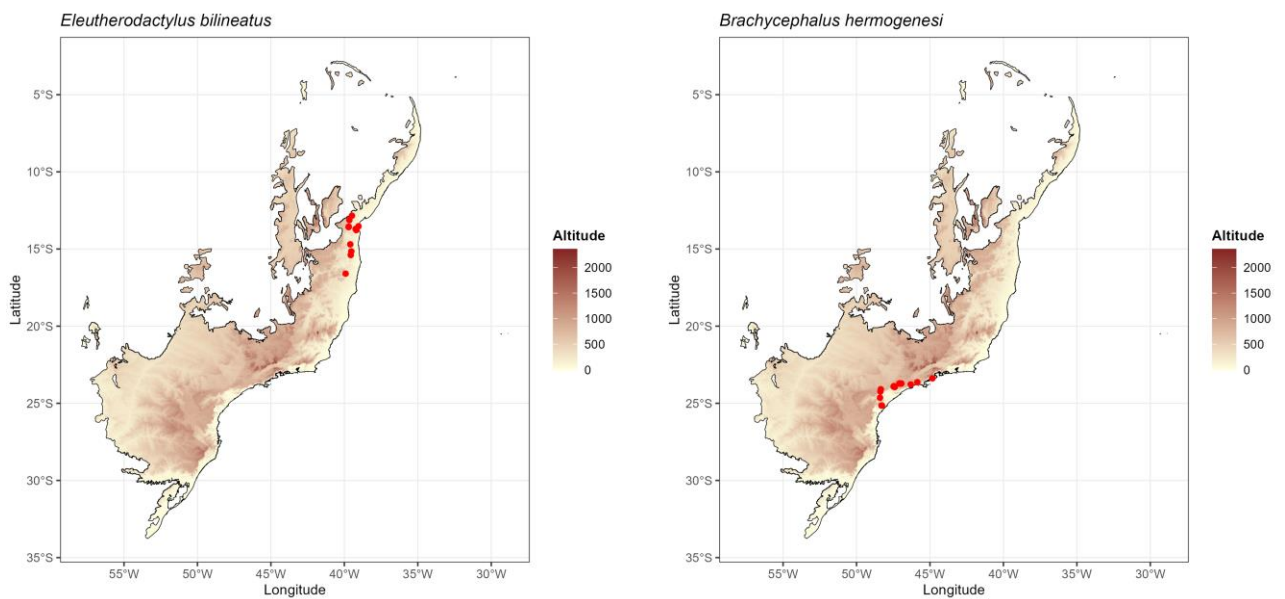 Eleutherodactylus bilineatus
5°S
10°S
15°S
20°S
25°S
30°S
35°S
Latitude
55°W 50°W 45°W 40°W 35°W 30°W
Longitude
Altitude
2000
1500
1000
500
0
Brachycephalus hermogenesi
5°S
10°S
15°S
20°S
25°S
30°S
35°S
Latitude
55°W 50°W 45°W 40°W 35°W 30°W
Longitude
Altitude
2000
1500
1000
500
0